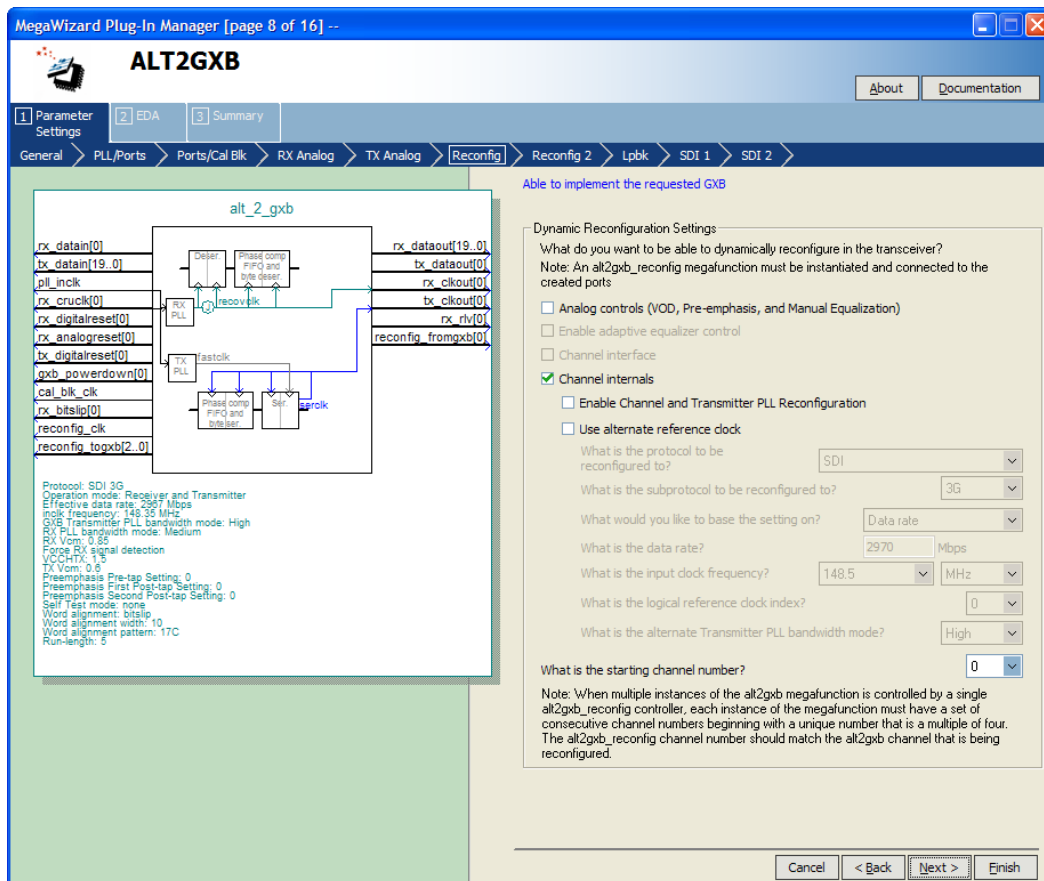 MegaWizard Plug-In Manager [page 8 of 16] --
ALT2GXB
About
Documentation
1 Parameter Settings
2 EDA
3 Summary
General
PLL/Ports
Ports/Cal Blk
RX Analog
TX Analog
Reconfig
Reconfig 2
Lpbk
SDI 1
SDI 2
alt_2_gxb
rx_datain[0]
tx_datain[19..0]
pll_inclk
rx_cruclk[0]
rx_digitalreset[0]
rx_analogreset[0]
tx_digitalreset[0]
gxb_powerdown[0]
cal_blk_clk
rx_bitslip[0]
reconfig_clk
reconfig_togxb[2..0]
Deser.
Phase comp
FIFO and
byte deser.
RX
PLL
recovclk
TX
PLL
fastclk
Phase comp
FIFO and
byte ser.
Ser.
serclk
rx_dataout[19..0]
tx_dataout[0]
rx_clkout[0]
tx_clkout[0]
rx_rlv[0]
reconfig_fromgxb[0]
Protocol: SDI 3G
Operation mode: Receiver and Transmitter
Effective data rate: 2967 Mbps
inclk frequency: 148.35 MHz
GXB Transmitter PLL bandwidth mode: High
RX PLL bandwidth mode: Medium
RX Vcm: 0.85
Force RX signal detection
VCCHTX: 1.5
TX Vcm: 0.6
Preemphasis Pre-tap Setting: 0
Preemphasis First Post-tap Setting: 0
Preemphasis Second Post-tap Setting: 0
Self Test mode: none
Word alignment: bitslip
Word alignment width: 10
Word alignment pattern: 17C
Run-length: 5
Able to implement the requested GXB
Dynamic Reconfiguration Settings
What do you want to be able to dynamically reconfigure in the transceiver?
Note: An alt2gxb_reconfig megafunction must be instantiated and connected to the
created ports
Analog controls (VOD, Pre-emphasis, and Manual Equalization)
Enable adaptive equalizer control
Channel interface
Channel internals
Enable Channel and Transmitter PLL Reconfiguration
Use alternate reference clock
What is the protocol to be
reconfigured to?
SDI
What is the subprotocol to be reconfigured to?
3G
What would you like to base the setting on?
Data rate
What is the data rate?
2970
Mbps
What is the input clock frequency?
148.5
MHz
What is the logical reference clock index?
0
What is the alternate Transmitter PLL bandwidth mode?
High
What is the starting channel number?
0
Note: When multiple instances of the alt2gxb megafunction is controlled by a single
alt2gxb_reconfig controller, each instance of the megafunction must have a set of
consecutive channel numbers beginning with a unique number that is a multiple of four.
The alt2gxb_reconfig channel number should match the alt2gxb channel that is being
reconfigured.
Cancel
< Back
Next >
Finish